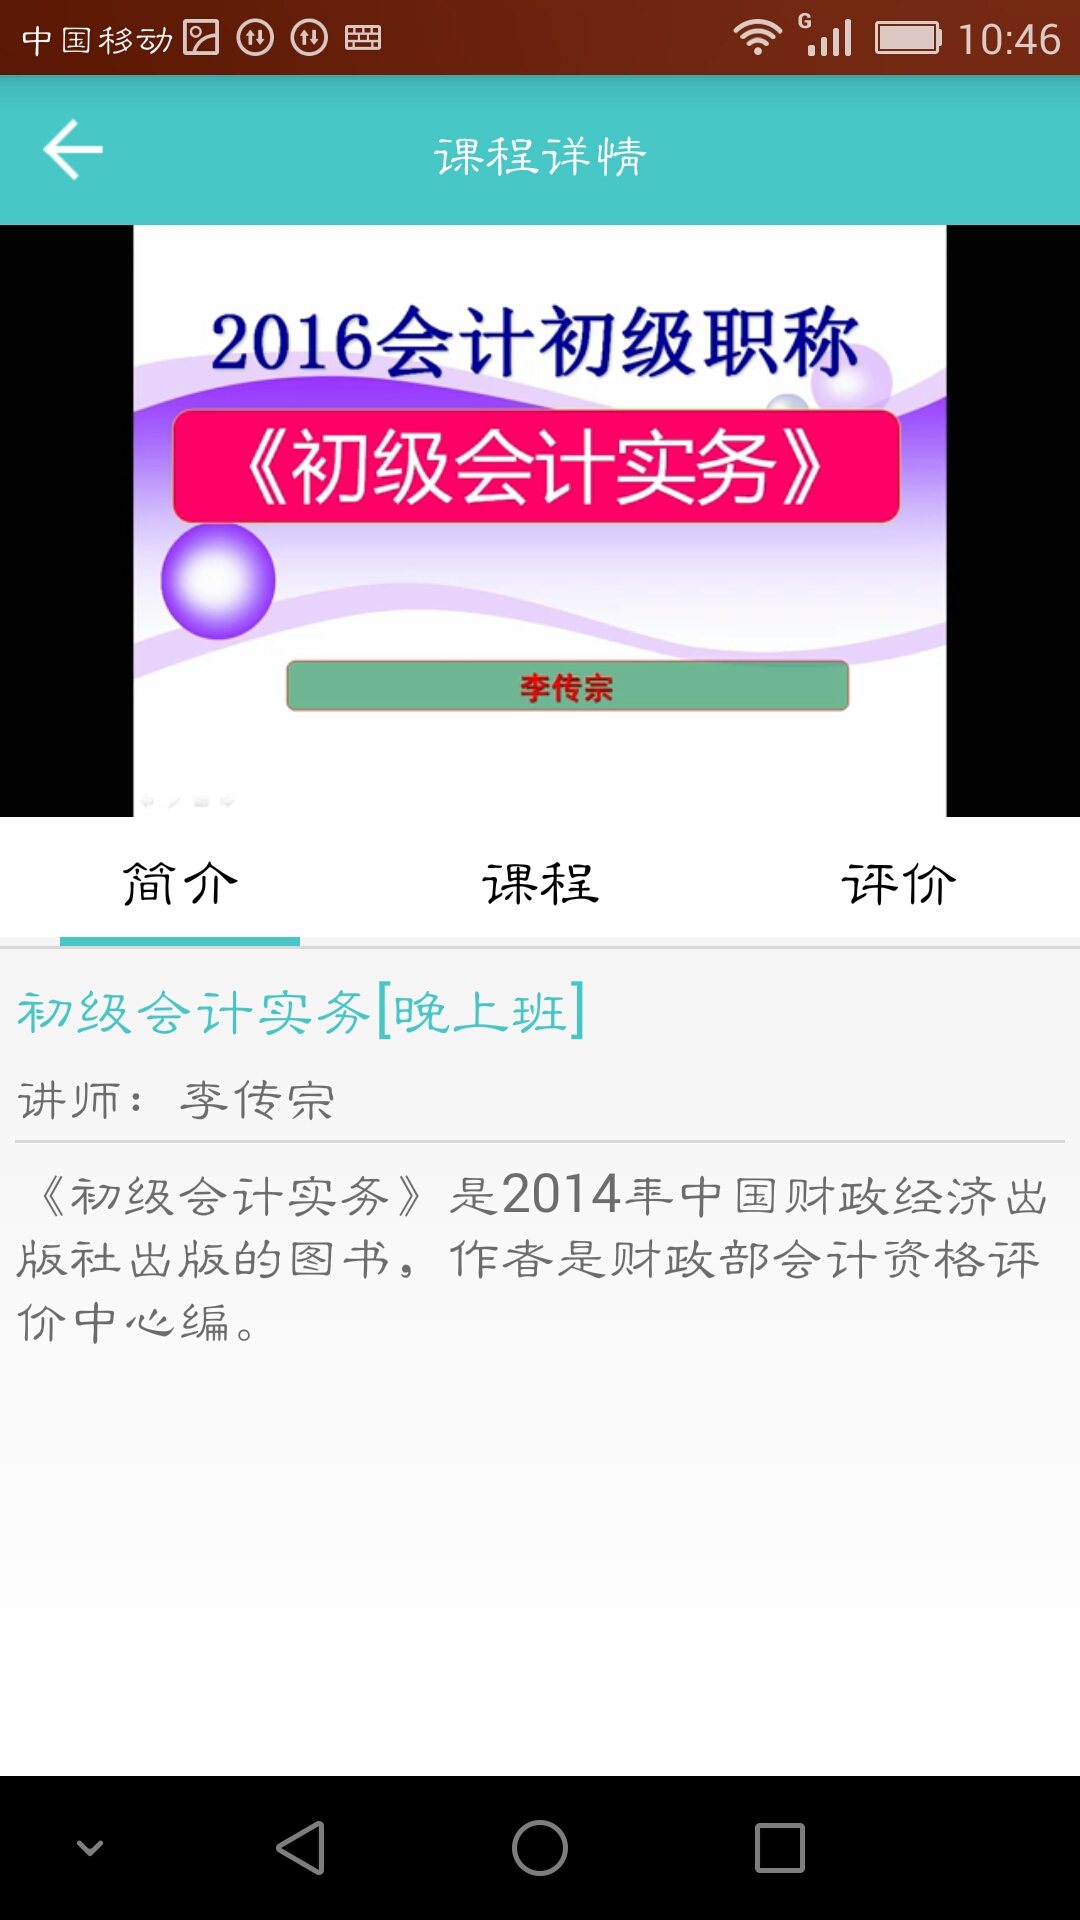 中国移动 G 10:46
课程详情
2016会计初级职称
《初级会计实务》
李传宗
简介 课程 评价
初级会计实务[晚上班]
讲师：李传宗
《初级会计实务》是2014年中国财政经济出
版社出版的图书，作者是财政部会计资格评
价中心编。